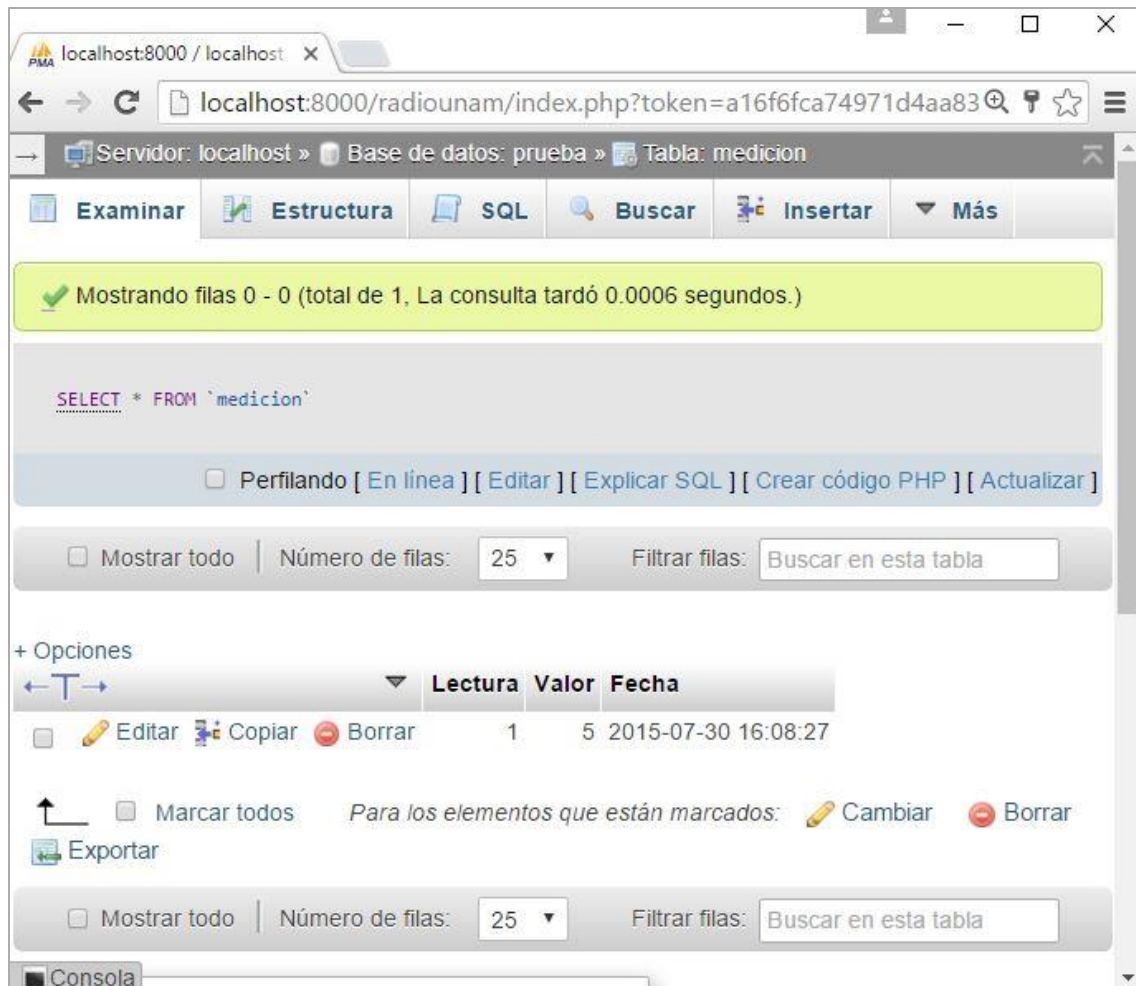 PMA localhost:8000 / localhost
localhost:8000/radiounam/index.php?token=a16f6fca74971d4aa83
Servidor: localhost » Base de datos: prueba » Tabla: medicion
Examinar Estructura SQL Buscar Insertar Más
Mostrando filas 0 - 0 (total de 1, La consulta tardó 0.0006 segundos.)
SELECT * FROM `medicion`
Perfilando [ En línea ] [ Editar ] [ Explicar SQL ] [ Crear código PHP ] [ Actualizar ]
Mostrar todo Número de filas: 25 Filtrar filas: Buscar en esta tabla
+ Opciones
←T→ Lectura Valor Fecha
Editar Copiar Borrar 1 5 2015-07-30 16:08:27
Marcar todos Para los elementos que están marcados: Cambiar Borrar
Exportar
Mostrar todo Número de filas: 25 Filtrar filas: Buscar en esta tabla
Consola